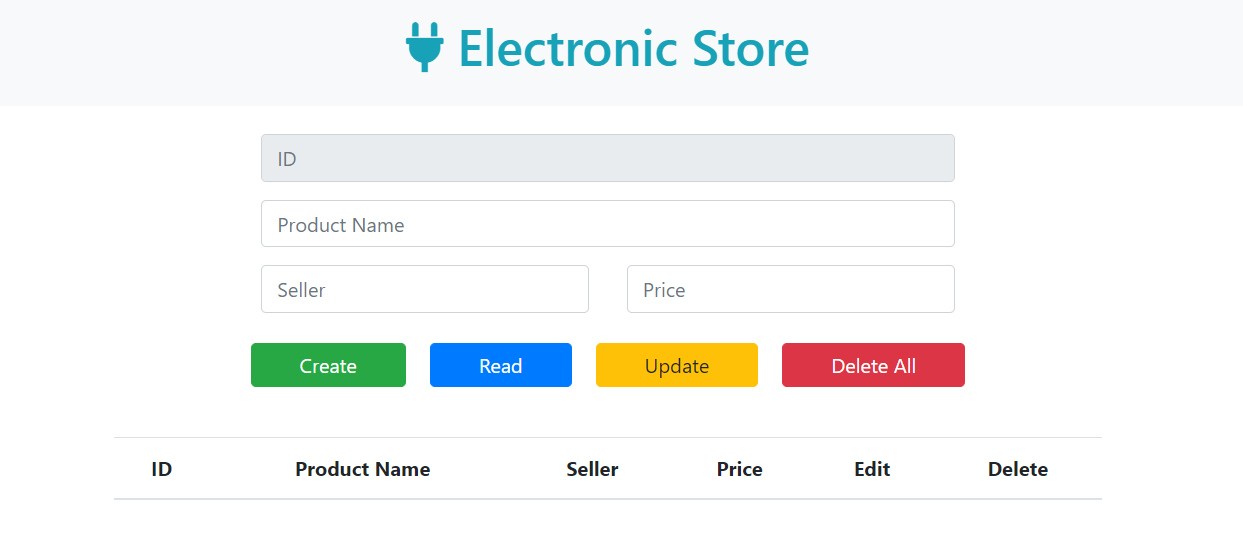 Electronic Store
ID
Product Name
Seller Price
Create Read Update Delete All
ID Product Name Seller Price Edit Delete